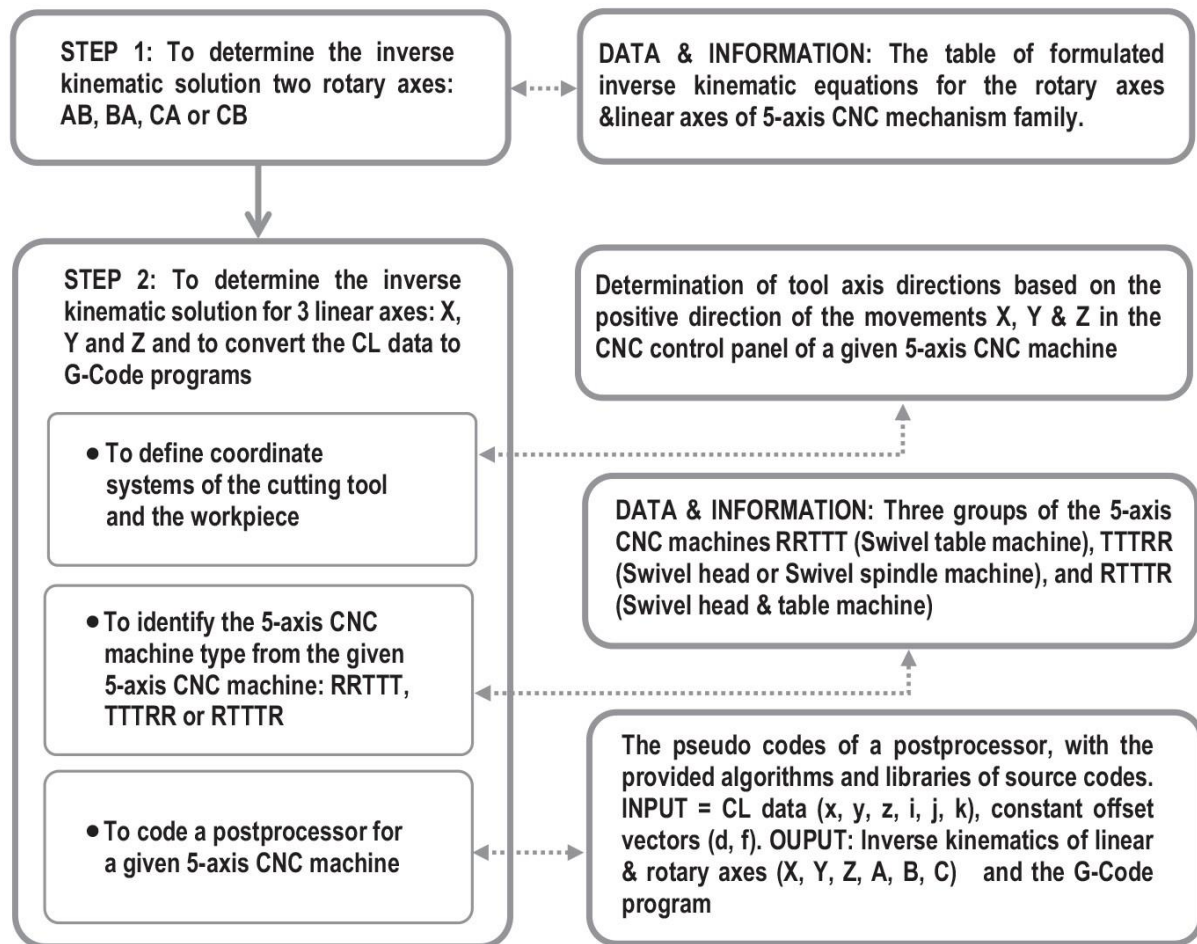 STEP 1: To determine the inverse
kinematic solution two rotary axes:
AB, BA, CA or CB
DATA & INFORMATION: The table of formulated
inverse kinematic equations for the rotary axes
&linear axes of 5-axis CNC mechanism family.
STEP 2: To determine the inverse
kinematic solution for 3 linear axes: X,
Y and Z and to convert the CL data to
G-Code programs
Determination of tool axis directions based on the
positive direction of the movements X, Y & Z in the
CNC control panel of a given 5-axis CNC machine
• To define coordinate
systems of the cutting tool
and the workpiece
DATA & INFORMATION: Three groups of the 5-axis
CNC machines RRTTT (Swivel table machine), TTTRR
(Swivel head or Swivel spindle machine), and RTTTR
(Swivel head & table machine)
• To identify the 5-axis CNC
machine type from the given
5-axis CNC machine: RRTTT,
TTTRR or RTTTR
The pseudo codes of a postprocessor, with the
provided algorithms and libraries of source codes.
INPUT = CL data (x, y, z, i, j, k), constant offset
vectors (d, f). OUPUT: Inverse kinematics of linear
& rotary axes (X, Y, Z, A, B, C) and the G-Code
program
• To code a postprocessor for
a given 5-axis CNC machine